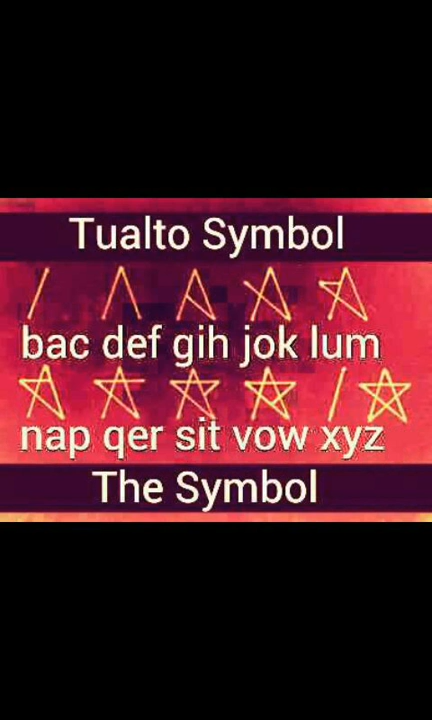 Tualto Symbol
bac def gih jok lum
nap qer sit vow xyz
The Symbol